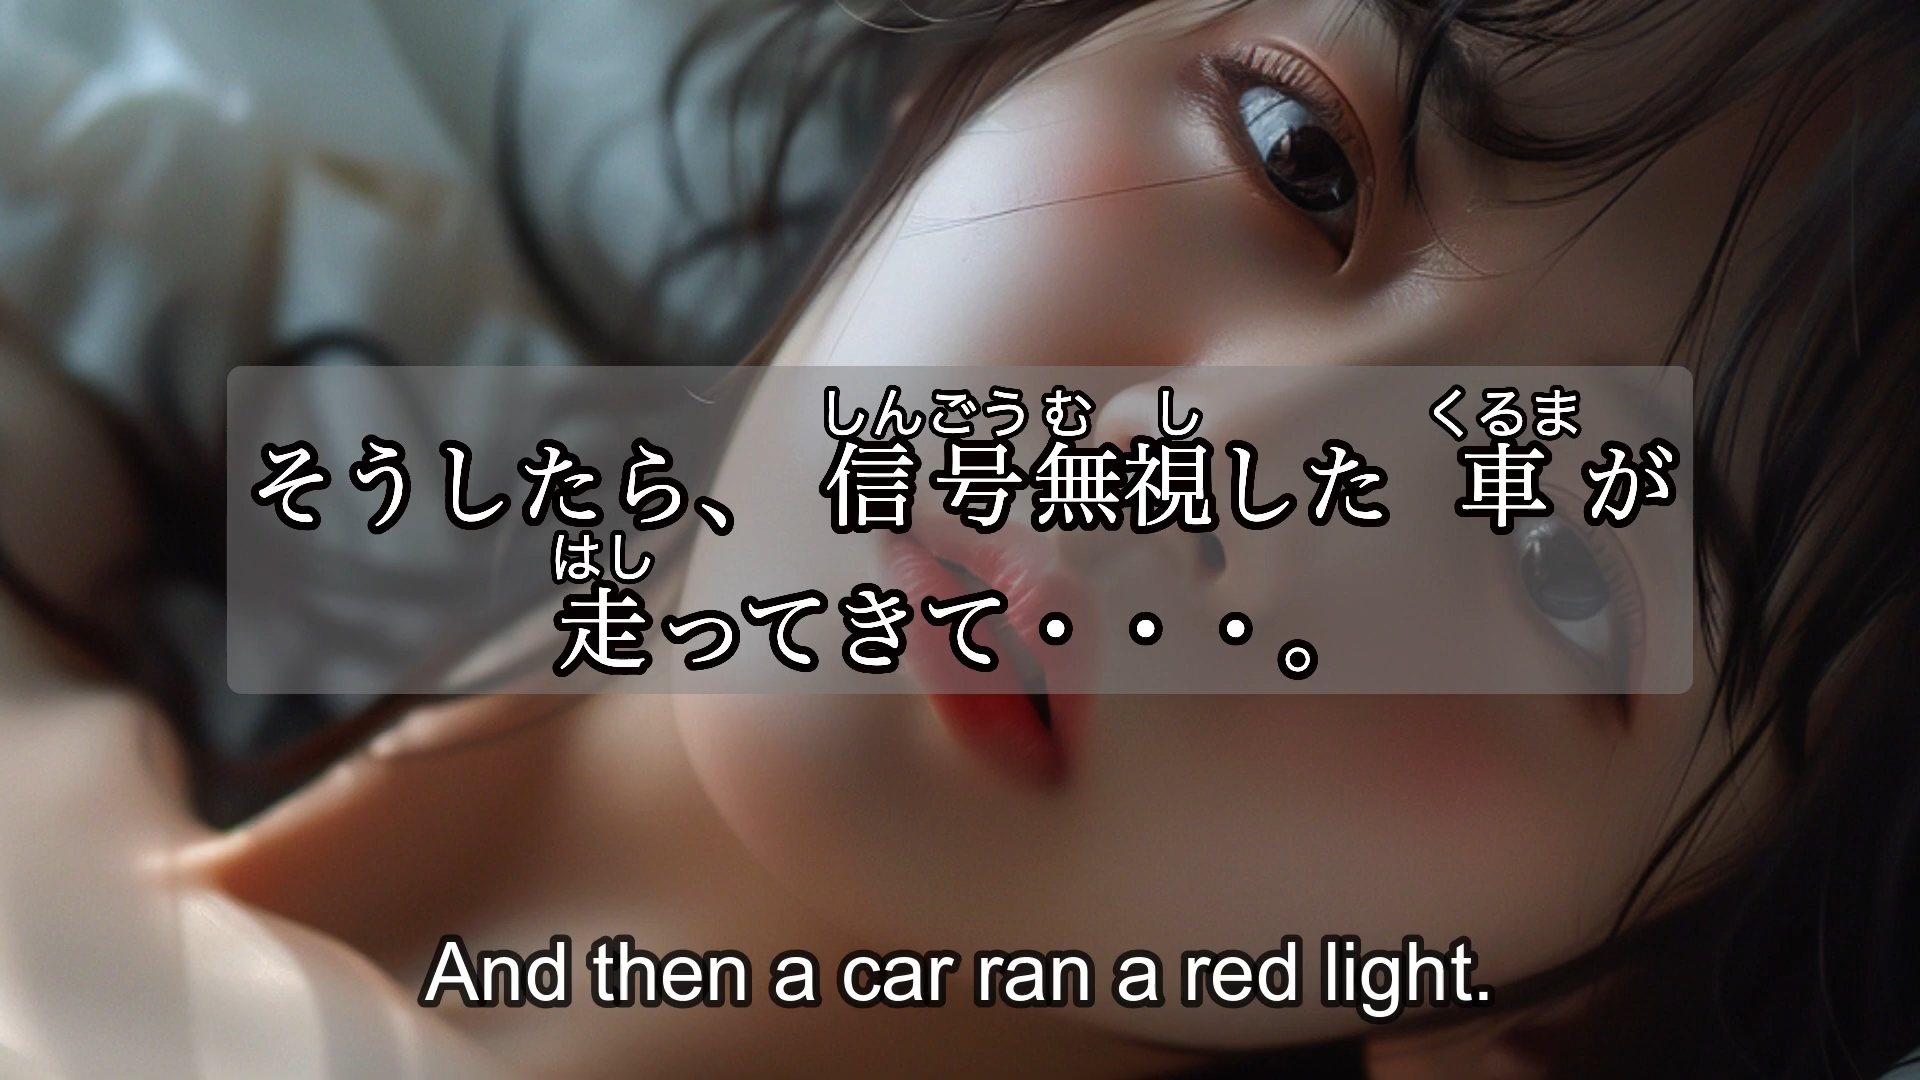 しんごうむし くるま
そうしたら、信号無視した車が
はし
走ってきて・・・。
And then a car ran a red light.